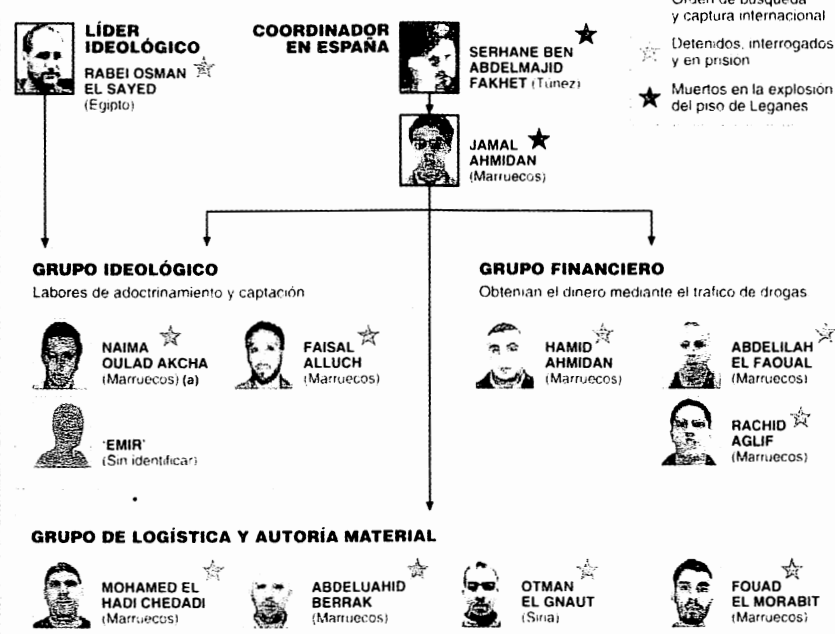 LÍDER
IDEOLÓGICO
RABEI OSMAN
EL SAYED
(Egipto)
COORDINADOR
EN ESPAÑA
SERHANE BEN
ABDELMAJID
FAKHET (Túnez)
JAMAL
AHMIDAN
(Marruecos)
Orden de búsqueda
y captura internacional
Detenidos, interrogados
y en prision
Muertos en la explosión
del piso de Leganes
GRUPO IDEOLÓGICO
Labores de adoctrinamiento y captación
NAIMA
OULAD AKCHA
(Marruecos) (a)
FAISAL
ALLUCH
(Marruecos)
'EMIR'
(Sin identificar)
GRUPO FINANCIERO
Obtenian el dinero mediante el trafico de drogas
HAMID
AHMIDAN
(Marruecos)
ABDELILAH
EL FAOUAL
(Marruecos)
RACHID
AGLIF
(Marruecos)
GRUPO DE LOGÍSTICA Y AUTORÍA MATERIAL
MOHAMED EL
HADI CHEDADI
(Marruecos)
ABDELUAHID
BERRAK
(Marruecos)
OTMAN
EL GNAUT
(Siria)
FOUAD
EL MORABIT
(Marruecos)